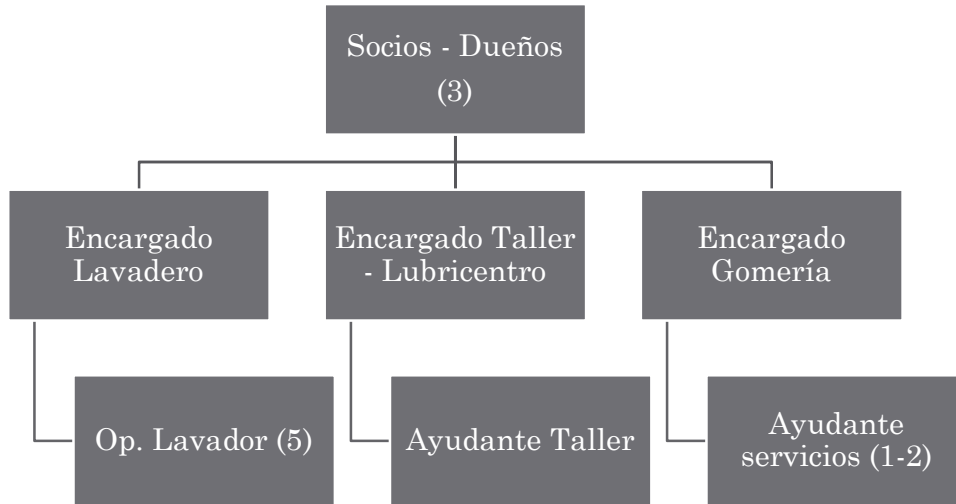 Socios - Dueños
(3)
Encargado
Lavadero
Encargado Taller
- Lubricentro
Encargado
Gomería
Op. Lavador (5)
Ayudante Taller
Ayudante
servicios (1-2)